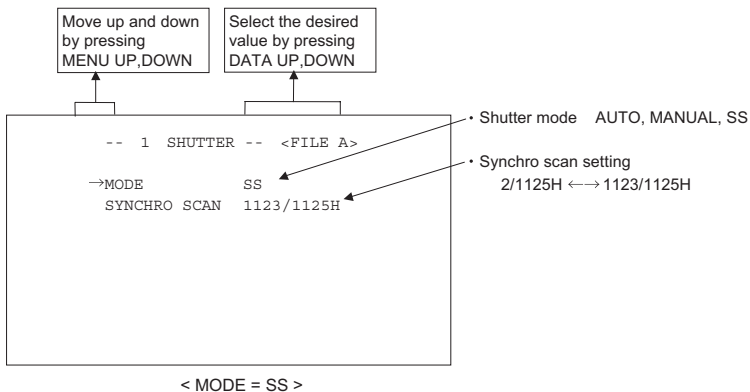 Move up and down
by pressing
MENU UP,DOWN
Select the desired
value by pressing
DATA UP,DOWN
-- 1 SHUTTER -- <FILE A>
→MODE SS
SYNCHRO SCAN 1123/1125H
・Shutter mode AUTO, MANUAL, SS
・Synchro scan setting
2/1125H ←→ 1123/1125H
< MODE = SS >